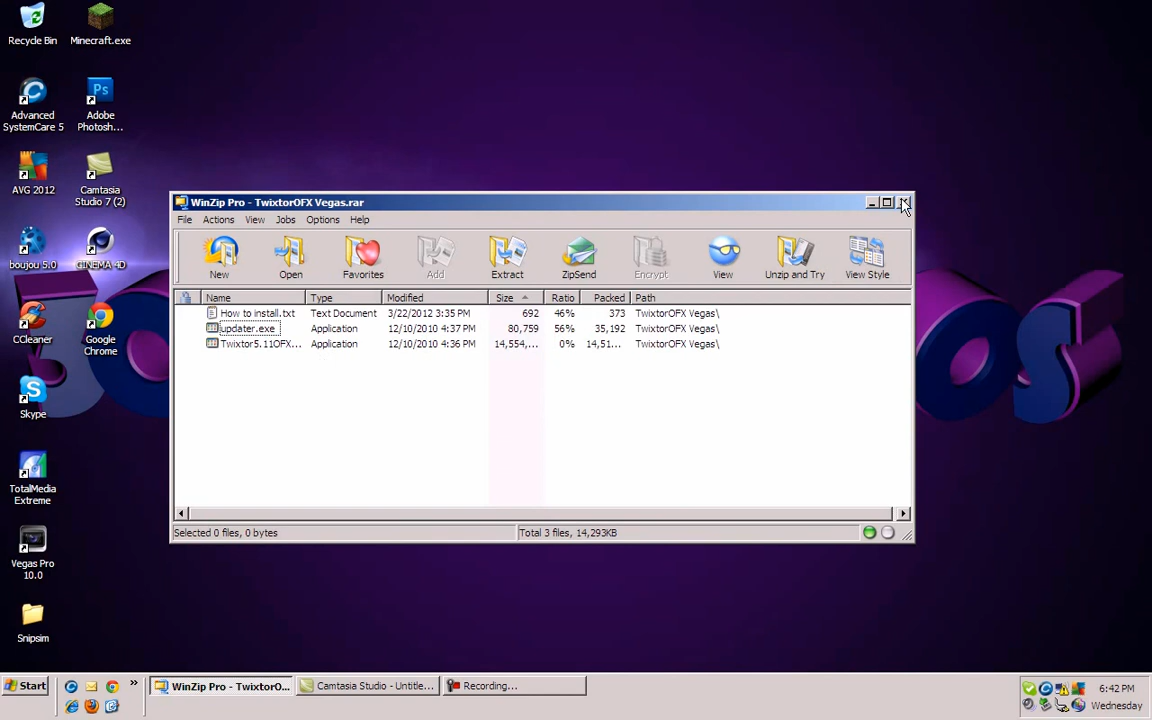 Recycle Bin
Minecraft.exe
Advanced
SystemCare 5
Adobe
Photosh...
AVG 2012
Camtasia
Studio 7 (2)
boujou 5.0
CINEMA 4D
CCleaner
Google
Chrome
Skype
TotalMedia
Extreme
Vegas Pro
10.0
Snipsim
WinZip Pro - TwixtorOFX Vegas.rar
File Actions View Jobs Options Help
New Open Favorites Add Extract ZipSend Encrypt View Unzip and Try View Style
Name Type Modified Size Ratio Packed Path
How to install.txt Text Document 3/22/2012 3:35 PM 692 46% 373 TwixtorOFX Vegas\
updater.exe Application 12/10/2010 4:37 PM 80,759 56% 35,192 TwixtorOFX Vegas\
Twixtor5.11OFX... Application 12/10/2010 4:36 PM 14,554,... 0% 14,51... TwixtorOFX Vegas\
Selected 0 files, 0 bytes Total 3 files, 14,293KB
Start WinZip Pro - TwixtorO... Camtasia Studio - Untitle... Recording... 6:42 PM
Wednesday